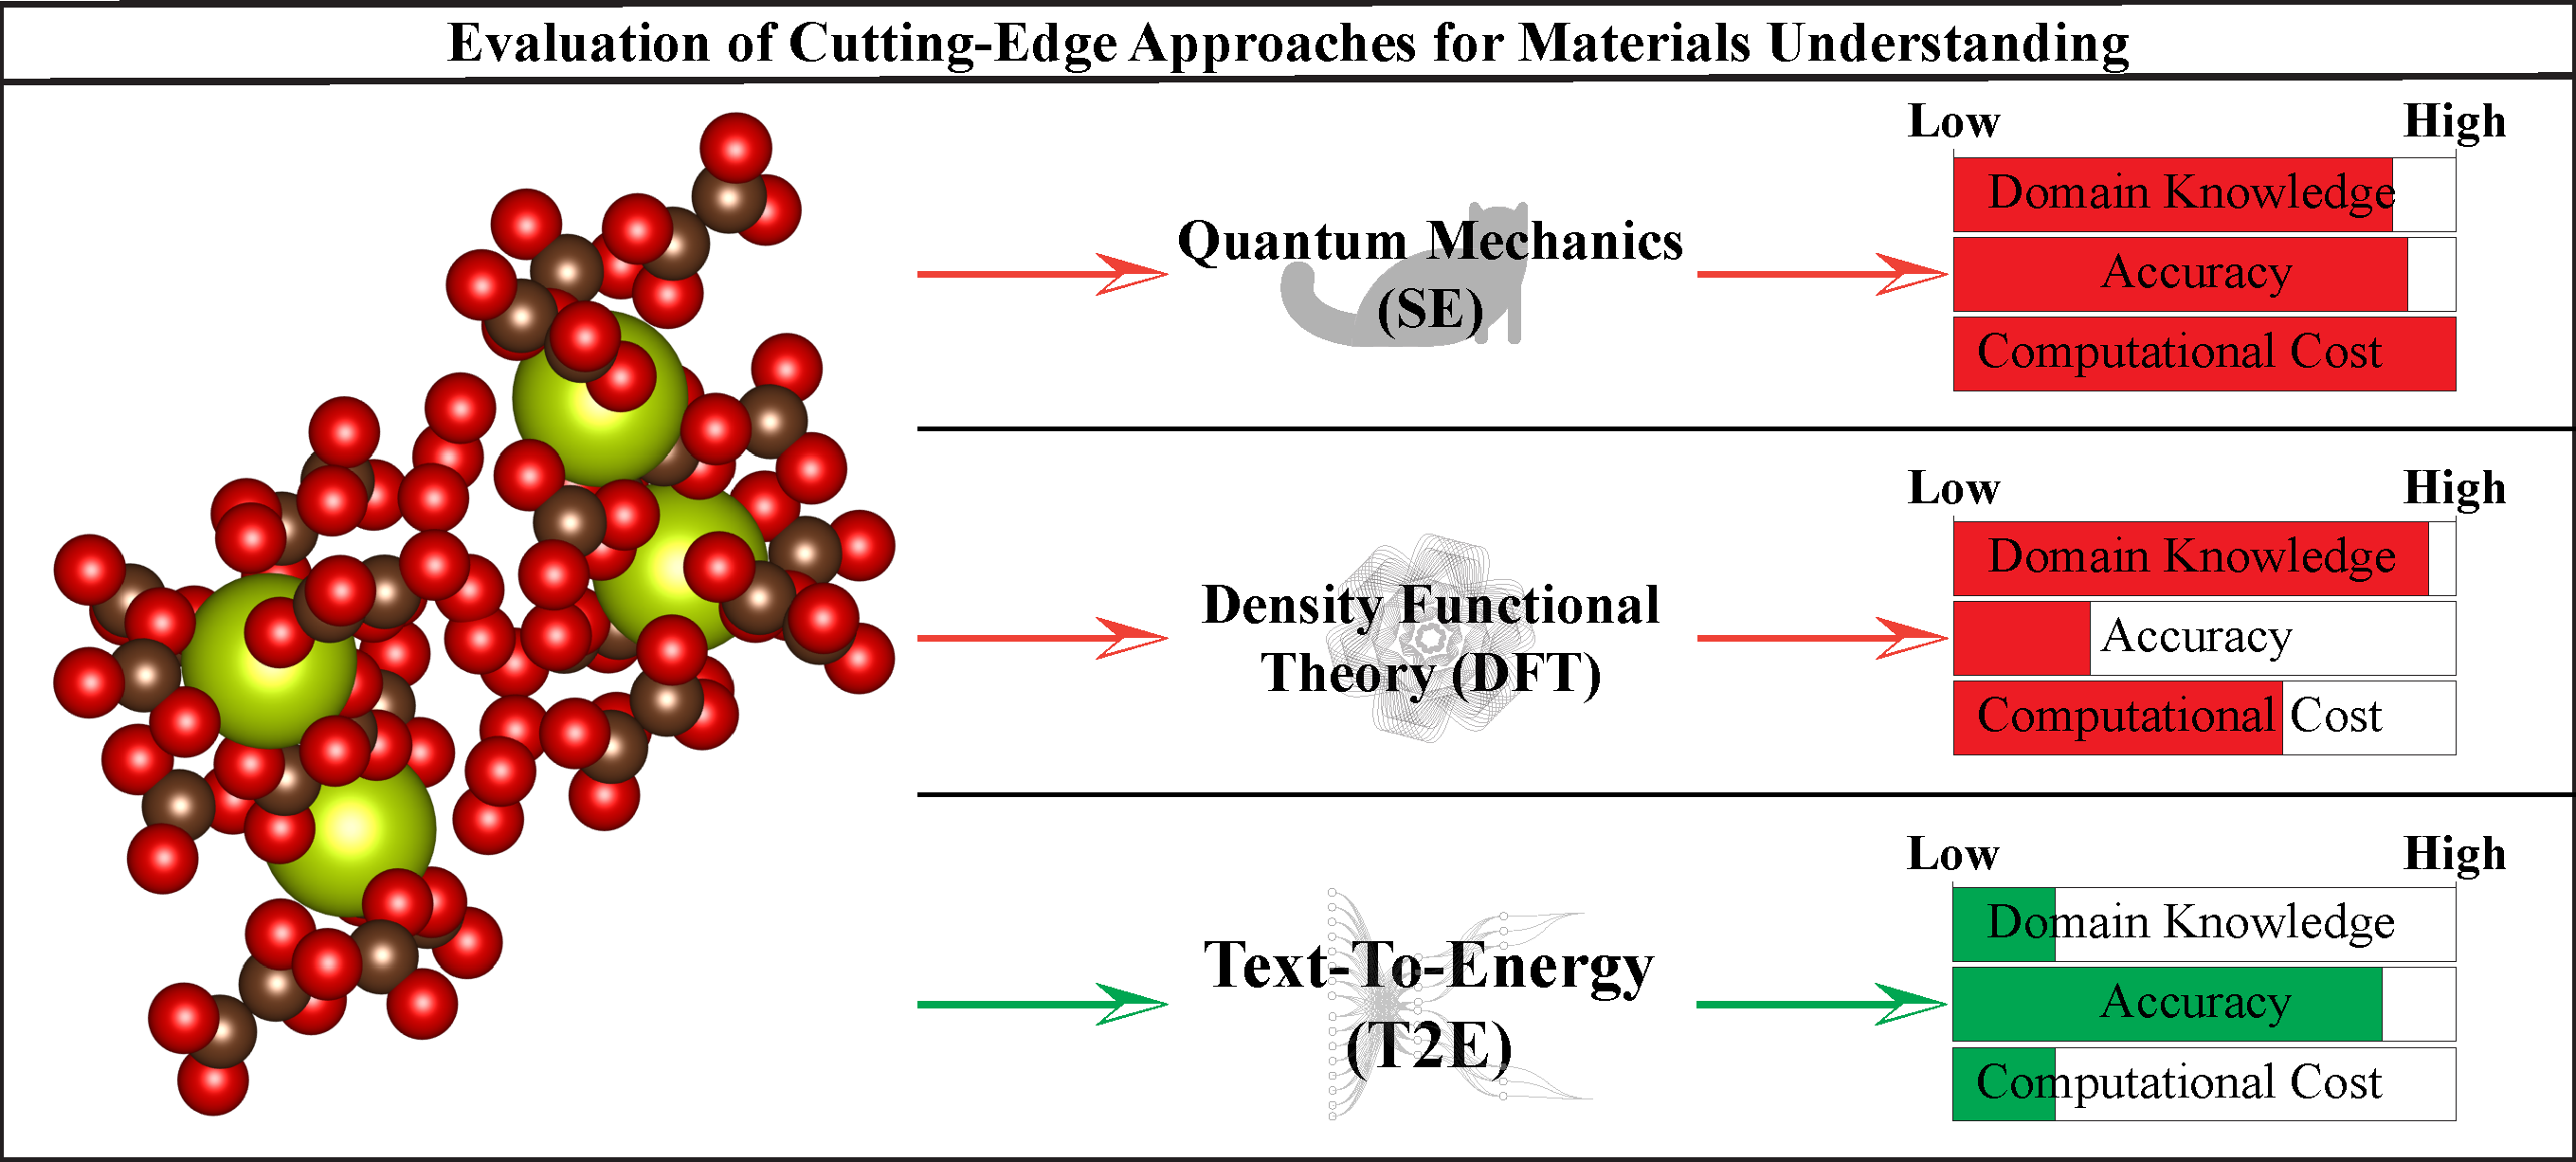 Evaluation of Cutting-Edge Approaches for Materials Understanding
Low High
Quantum Mechanics
(SE)
Domain Knowledge
Accuracy
Computational Cost
Low High
Density Functional
Theory (DFT)
Domain Knowledge
Accuracy
Computational Cost
Low High
Text-To-Energy
(T2E)
Domain Knowledge
Accuracy
Computational Cost